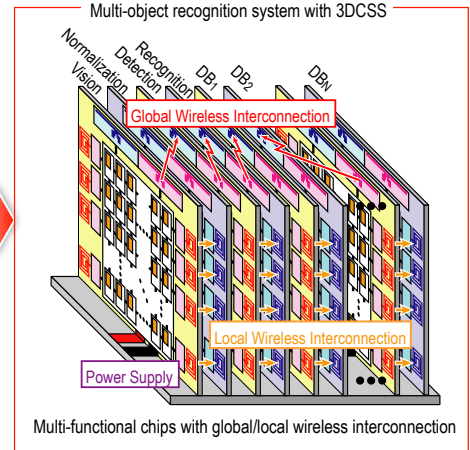 Multi-object recognition system with 3DCSS
Vision
Normalization
Detection
Recognition
DB1
DB2
DBN
Global Wireless Interconnection
Local Wireless Interconnection
Power Supply
Multi-functional chips with global/local wireless interconnection